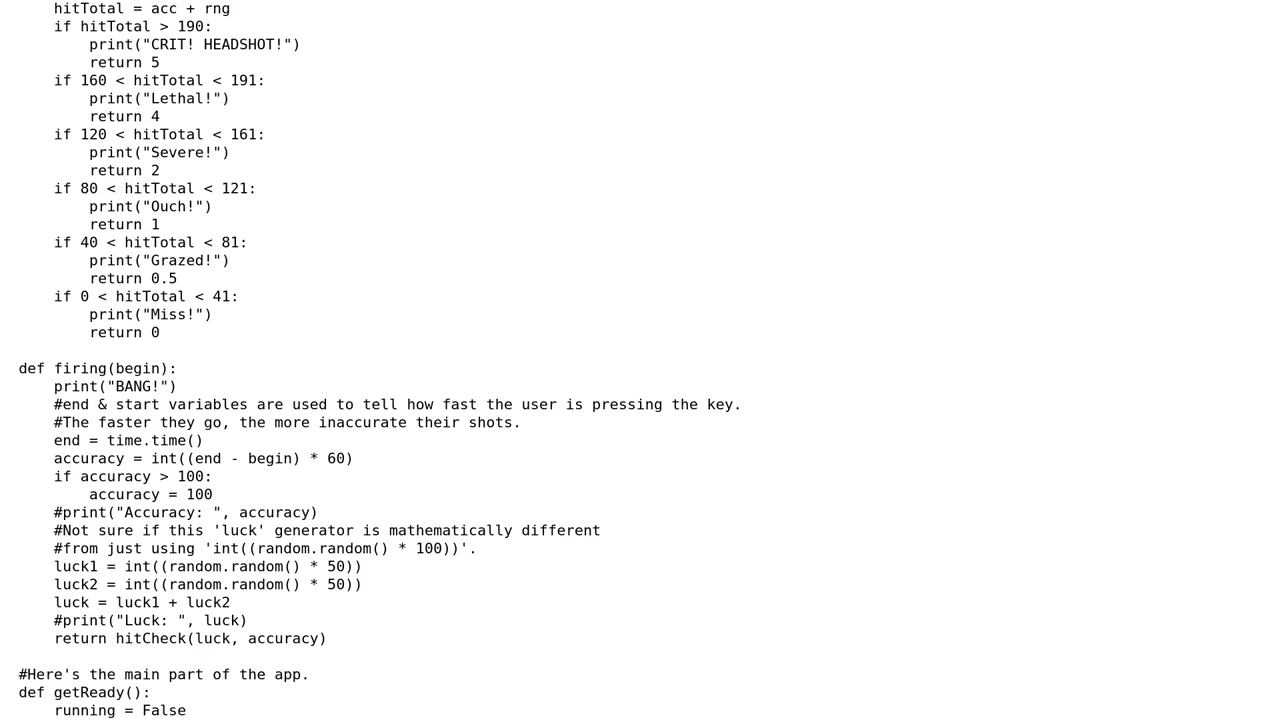 hitTotal = acc + rng
    if hitTotal > 190:
        print("CRIT! HEADSHOT!")
        return 5
    if 160 < hitTotal < 191:
        print("Lethal!")
        return 4
    if 120 < hitTotal < 161:
        print("Severe!")
        return 2
    if 80 < hitTotal < 121:
        print("Ouch!")
        return 1
    if 40 < hitTotal < 81:
        print("Grazed!")
        return 0.5
    if 0 < hitTotal < 41:
        print("Miss!")
        return 0

def firing(begin):
    print("BANG!")
    #end & start variables are used to tell how fast the user is pressing the key.
    #The faster they go, the more inaccurate their shots.
    end = time.time()
    accuracy = int((end - begin) * 60)
    if accuracy > 100:
        accuracy = 100
    #print("Accuracy: ", accuracy)
    #Not sure if this 'luck' generator is mathematically different
    #from just using 'int((random.random() * 100))'.
    luck1 = int((random.random() * 50))
    luck2 = int((random.random() * 50))
    luck = luck1 + luck2
    #print("Luck: ", luck)
    return hitCheck(luck, accuracy)

#Here's the main part of the app.
def getReady():
    running = False